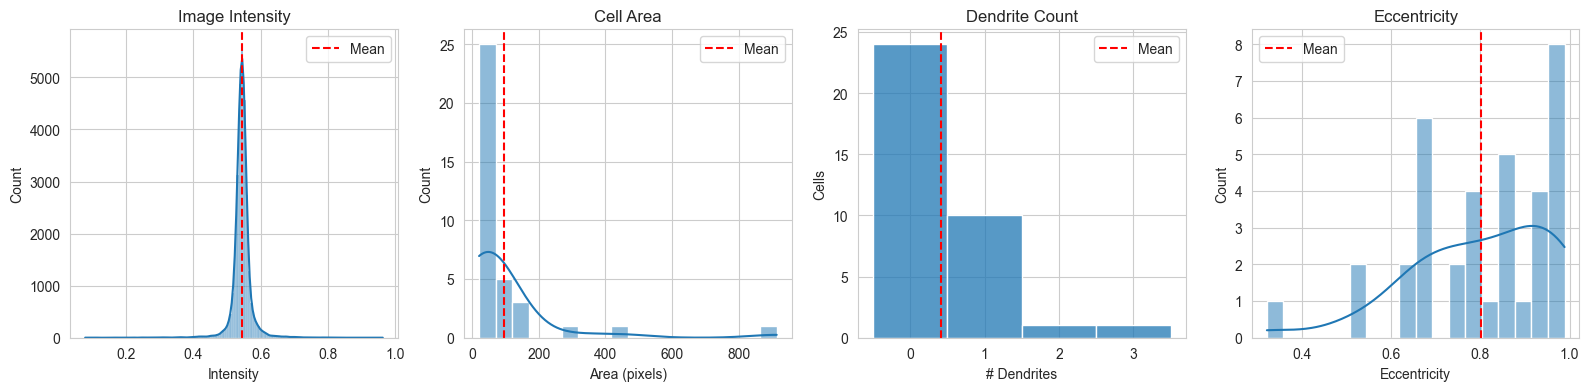 Image Intensity
Mean
5000
4000
3000
2000
1000
0
Count
0.2 0.4 0.6 0.8 1.0
Intensity
Cell Area
Mean
25
20
15
10
5
0
Count
0 200 400 600 800
Area (pixels)
Dendrite Count
Mean
25
20
15
10
5
0
Cells
0 1 2 3
# Dendrites
Eccentricity
Mean
8
7
6
5
4
3
2
1
0
Count
0.4 0.6 0.8 1.0
Eccentricity